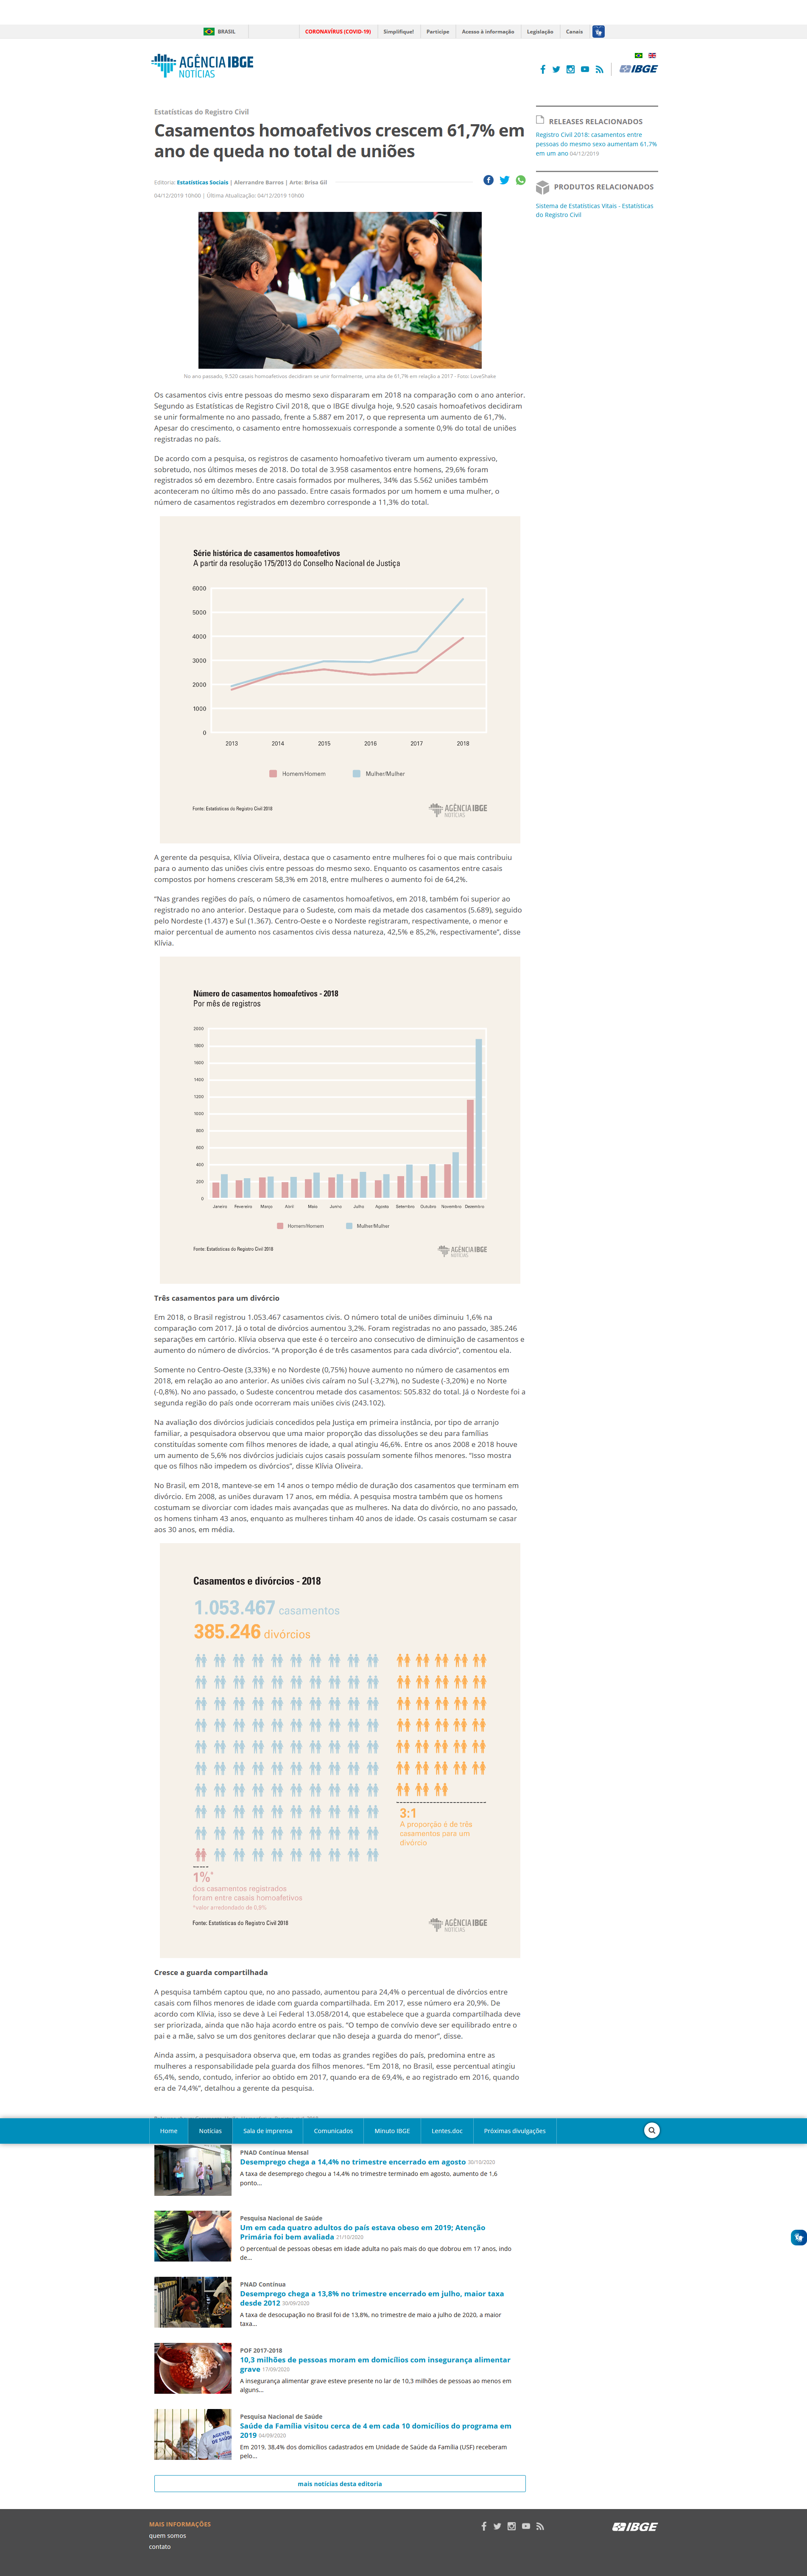 BRASIL
CORONAVÍRUS (COVID-19)
Simplifique!
Participe
Acesso à informação
Legislação
Canais
AGÊNCIA IBGE
NOTÍCIAS
IBGE
Estatísticas do Registro Civil
Casamentos homoafetivos crescem 61,7% em
ano de queda no total de uniões
Editoria: Estatísticas Sociais | Alerrandre Barros | Arte: Brisa Gil
04/12/2019 10h00 | Última Atualização: 04/12/2019 10h00
RELEASES RELACIONADOS
Registro Civil 2018: casamentos entre
pessoas do mesmo sexo aumentam 61,7%
em um ano 04/12/2019
PRODUTOS RELACIONADOS
Sistema de Estatísticas Vitais - Estatísticas
do Registro Civil
No ano passado, 9.520 casais homoafetivos decidiram se unir formalmente, uma alta de 61,7% em relação a 2017 - Foto: LoveShake
Os casamentos civis entre pessoas do mesmo sexo dispararam em 2018 na comparação com o ano anterior.
Segundo as Estatísticas de Registro Civil 2018, que o IBGE divulga hoje, 9.520 casais homoafetivos decidiram
se unir formalmente no ano passado, frente a 5.887 em 2017, o que representa um aumento de 61,7%.
Apesar do crescimento, o casamento entre homossexuais corresponde a somente 0,9% do total de uniões
registradas no país.
De acordo com a pesquisa, os registros de casamento homoafetivo tiveram um aumento expressivo,
sobretudo, nos últimos meses de 2018. Do total de 3.958 casamentos entre homens, 29,6% foram
registrados só em dezembro. Entre casais formados por mulheres, 34% das 5.562 uniões também
aconteceram no último mês do ano passado. Entre casais formados por um homem e uma mulher, o
número de casamentos registrados em dezembro corresponde a 11,3% do total.
Série histórica de casamentos homoafetivos
A partir da resolução 175/2013 do Conselho Nacional de Justiça
6000
5000
4000
3000
2000
1000
0
2013 2014 2015 2016 2017 2018
Homem/Homem Mulher/Mulher
Fonte: Estatísticas do Registro Civil 2018
AGÊNCIA IBGE
NOTÍCIAS
A gerente da pesquisa, Klívia Oliveira, destaca que o casamento entre mulheres foi o que mais contribuiu
para o aumento das uniões civis entre pessoas do mesmo sexo. Enquanto os casamentos entre casais
compostos por homens cresceram 58,3% em 2018, entre mulheres o aumento foi de 64,2%.
“Nas grandes regiões do país, o número de casamentos homoafetivos, em 2018, também foi superior ao
registrado no ano anterior. Destaque para o Sudeste, com mais da metade dos casamentos (5.689), seguido
pelo Nordeste (1.437) e Sul (1.367). Centro-Oeste e o Nordeste registraram, respectivamente, o menor e
maior percentual de aumento nos casamentos civis dessa natureza, 42,5% e 85,2%, respectivamente”, disse
Klívia.
Número de casamentos homoafetivos - 2018
Por mês de registros
2000
1800
1600
1400
1200
1000
800
600
400
200
0
Janeiro Fevereiro Março Abril Maio Junho Julho Agosto Setembro Outubro Novembro Dezembro
Homem/Homem Mulher/Mulher
Fonte: Estatísticas do Registro Civil 2018
AGÊNCIA IBGE
NOTÍCIAS
Três casamentos para um divórcio
Em 2018, o Brasil registrou 1.053.467 casamentos civis. O número total de uniões diminuiu 1,6% na
comparação com 2017. Já o total de divórcios aumentou 3,2%. Foram registradas no ano passado, 385.246
separações em cartório. Klívia observa que este é o terceiro ano consecutivo de diminuição de casamentos e
aumento do número de divórcios. “A proporção é de três casamentos para cada divórcio”, comentou ela.
Somente no Centro-Oeste (3,33%) e no Nordeste (0,75%) houve aumento no número de casamentos em
2018, em relação ao ano anterior. As uniões civis caíram no Sul (-3,27%), no Sudeste (-3,20%) e no Norte
(-0,8%). No ano passado, o Sudeste concentrou metade dos casamentos: 505.832 do total. Já o Nordeste foi a
segunda região do país onde ocorreram mais uniões civis (243.102).
Na avaliação dos divórcios judiciais concedidos pela Justiça em primeira instância, por tipo de arranjo
familiar, a pesquisadora observou que uma maior proporção das dissoluções se deu para famílias
constituídas somente com filhos menores de idade, a qual atingiu 46,6%. Entre os anos 2008 e 2018 houve
um aumento de 5,6% nos divórcios judiciais cujos casais possuíam somente filhos menores. “Isso mostra
que os filhos não impedem os divórcios”, disse Klívia Oliveira.
No Brasil, em 2018, manteve-se em 14 anos o tempo médio de duração dos casamentos que terminam em
divórcio. Em 2008, as uniões duravam 17 anos, em média. A pesquisa mostra também que os homens
costumam se divorciar com idades mais avançadas que as mulheres. Na data do divórcio, no ano passado,
os homens tinham 43 anos, enquanto as mulheres tinham 40 anos de idade. Os casais costumam se casar
aos 30 anos, em média.
Casamentos e divórcios - 2018
1.053.467 casamentos
385.246 divórcios
3:1
A proporção é de três
casamentos para um
divórcio
1%*
dos casamentos registrados
foram entre casais homoafetivos
*valor arredondado de 0,9%
Fonte: Estatísticas do Registro Civil 2018
AGÊNCIA IBGE
NOTÍCIAS
Cresce a guarda compartilhada
A pesquisa também captou que, no ano passado, aumentou para 24,4% o percentual de divórcios entre
casais com filhos menores de idade com guarda compartilhada. Em 2017, esse número era 20,9%. De
acordo com Klívia, isso se deve à Lei Federal 13.058/2014, que estabelece que a guarda compartilhada deve
ser priorizada, ainda que não haja acordo entre os pais. “O tempo de convívio deve ser equilibrado entre o
pai e a mãe, salvo se um dos genitores declarar que não deseja a guarda do menor”, disse.
Ainda assim, a pesquisadora observa que, em todas as grandes regiões do país, predomina entre as
mulheres a responsabilidade pela guarda dos filhos menores. “Em 2018, no Brasil, esse percentual atingiu
65,4%, sendo, contudo, inferior ao obtido em 2017, quando era de 69,4%, e ao registrado em 2016, quando
era de 74,4%”, detalhou a gerente da pesquisa.
Home
Notícias
Sala de imprensa
Comunicados
Minuto IBGE
Lentes.doc
Próximas divulgações
PNAD Contínua Mensal
Desemprego chega a 14,4% no trimestre encerrado em agosto 30/10/2020
A taxa de desemprego chegou a 14,4% no trimestre terminado em agosto, aumento de 1,6
ponto...
Pesquisa Nacional de Saúde
Um em cada quatro adultos do país estava obeso em 2019; Atenção
Primária foi bem avaliada 21/10/2020
O percentual de pessoas obesas em idade adulta no país mais do que dobrou em 17 anos, indo
de...
PNAD Contínua
Desemprego chega a 13,8% no trimestre encerrado em julho, maior taxa
desde 2012 30/09/2020
A taxa de desocupação no Brasil foi de 13,8%, no trimestre de maio a julho de 2020, a maior
taxa...
POF 2017-2018
10,3 milhões de pessoas moram em domicílios com insegurança alimentar
grave 17/09/2020
A insegurança alimentar grave esteve presente no lar de 10,3 milhões de pessoas ao menos em
alguns...
AGENTE
DE SAÚDE
Pesquisa Nacional de Saúde
Saúde da Família visitou cerca de 4 em cada 10 domicílios do programa em
2019 04/09/2020
Em 2019, 38,4% dos domicílios cadastrados em Unidade de Saúde da Família (USF) receberam
pelo...
mais notícias desta editoria
MAIS INFORMAÇÕES
quem somos
contato
IBGE